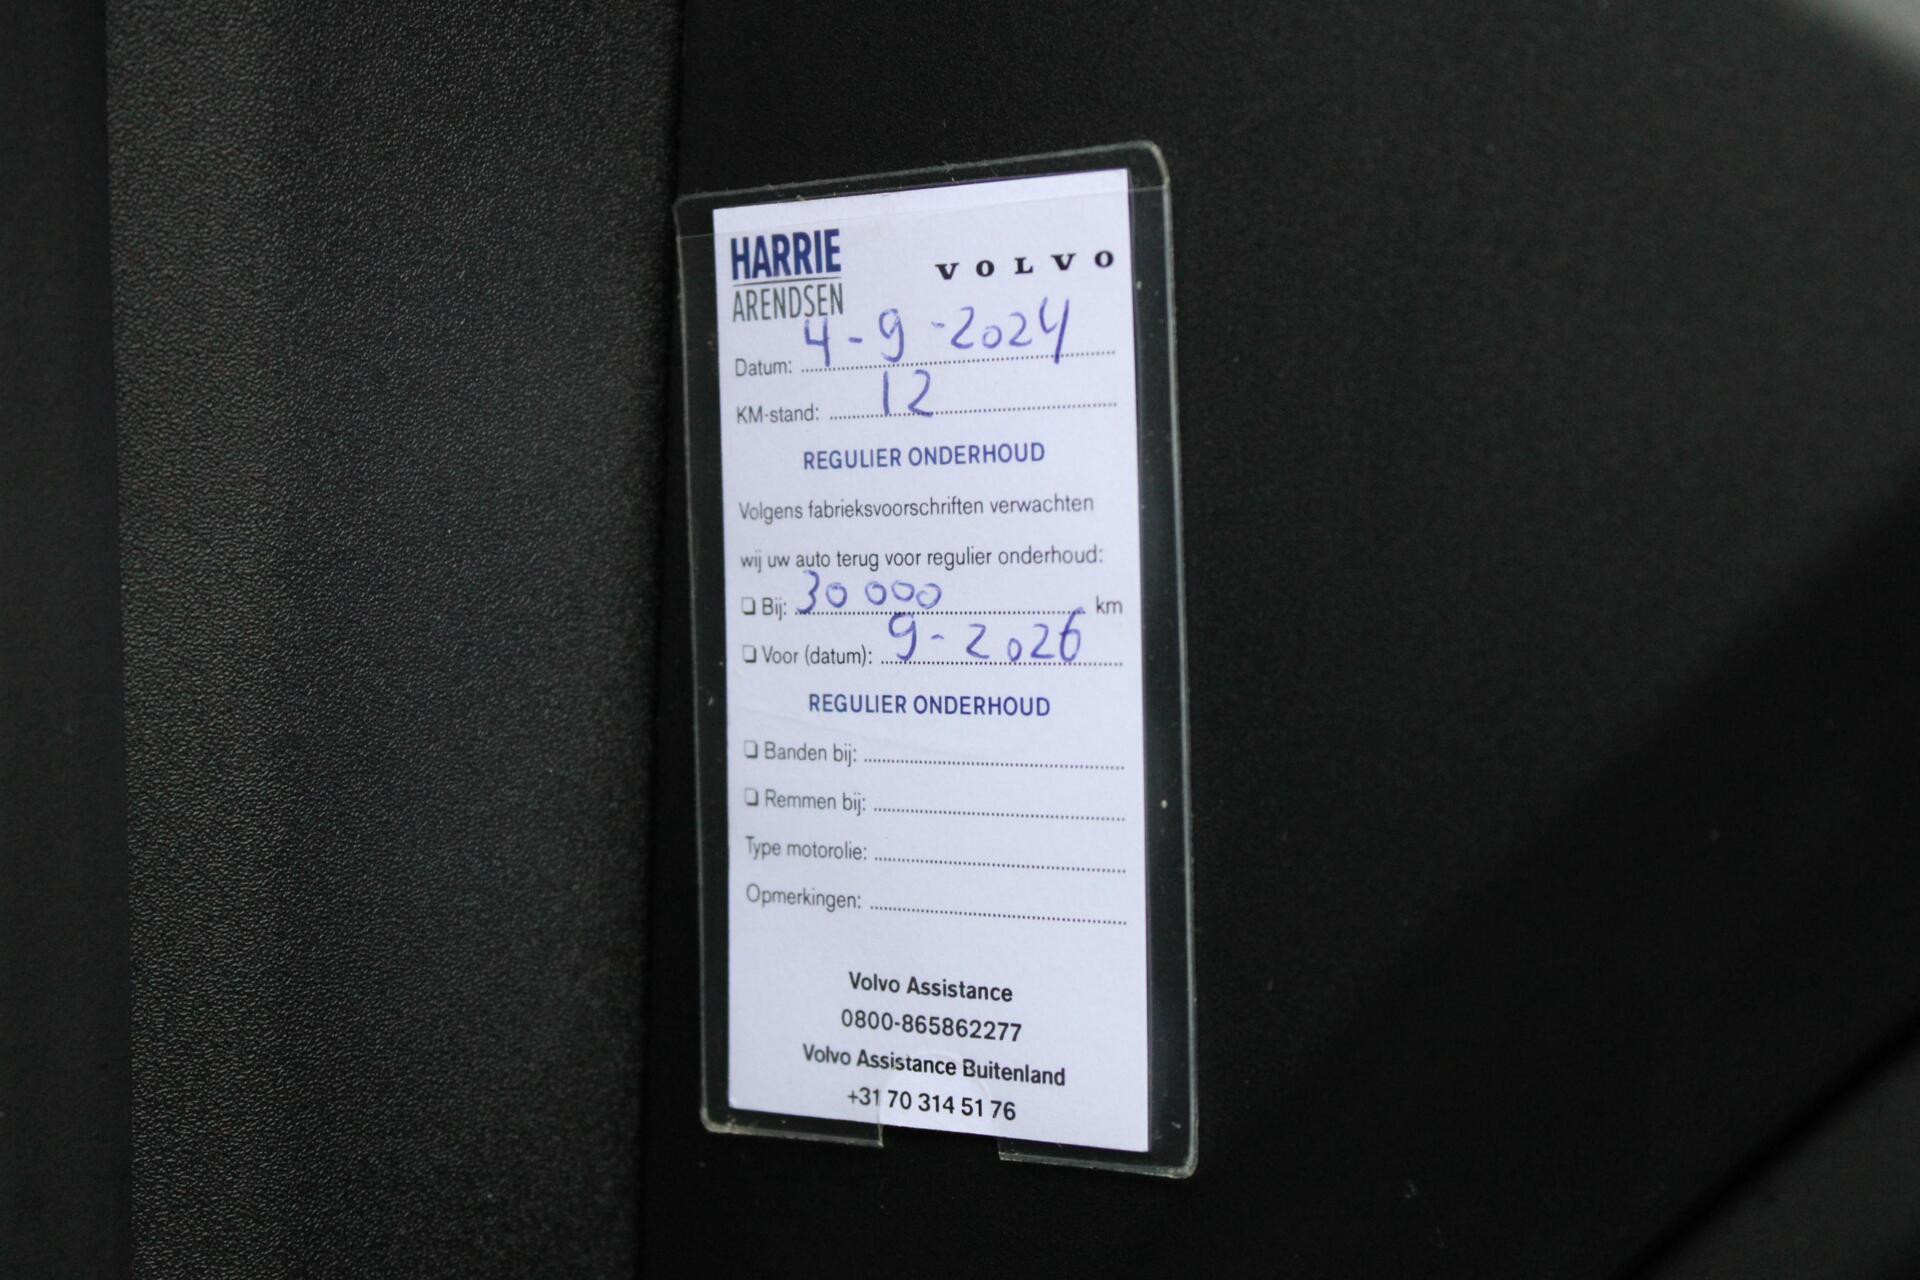 HARRIE
ARENDSEN
VOLVO
Datum: 4-9-2024
KM-stand: 12
REGULIER ONDERHOUD
Volgens fabrieksvoorschriften verwachten
wij uw auto terug voor regulier onderhoud:
❏ Bij: 30 000 km
❏ Voor (datum): 9-2026
REGULIER ONDERHOUD
❏ Banden bij:
❏ Remmen bij:
Type motorolie:
Opmerkingen:
Volvo Assistance
0800-865862277
Volvo Assistance Buitenland
+31 70 314 51 76